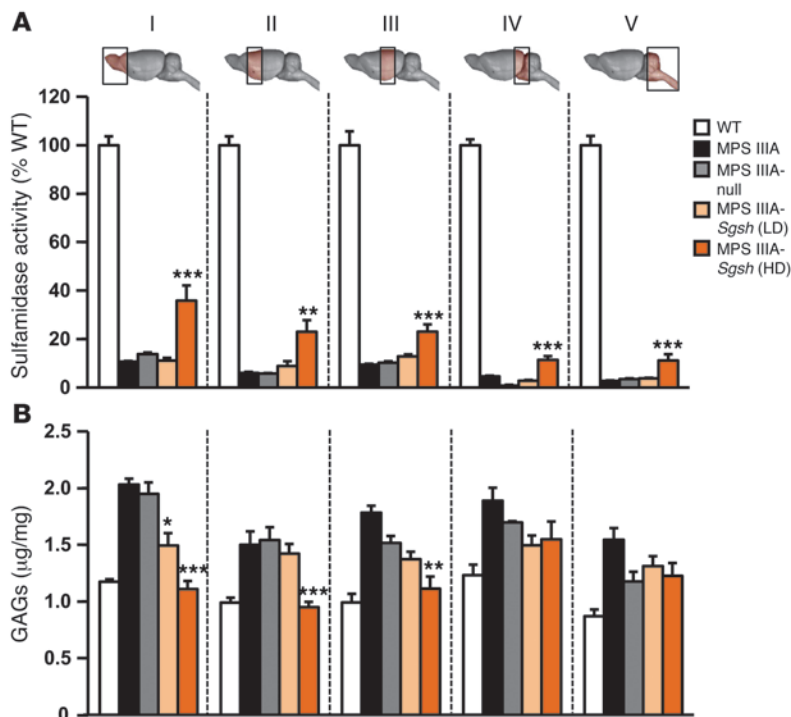 A
I II III IV V
Sulfamidase activity (% WT)
120
100
80
60
40
20
0
***
**
***
***
***
WT
MPS IIIA
MPS IIIA-
null
MPS IIIA-
Sgsh (LD)
MPS IIIA-
Sgsh (HD)
B
GAGs (μg/mg)
2.5
2.0
1.5
1.0
0.5
0
*
***
***
**